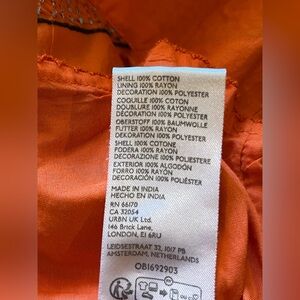 SHELL 100% COTTON
LINING 100% RAYON
DECORATION 100% POLYESTER
COQUILLE 100% COTON
DOUBLURE 100% RAYONNE
DÉCORATION 100% POLYESTER
OBERSTOFF 100% BAUMWOLLE
FUTTER 100% RAYON
DEKORATION 100% POLYESTER
SHELL 100% COTONE
FODERA 100% RAYON
DECORAZIONE 100% POLIESTERE
EXTERIOR 100% ALGODÓN
FORRO 100% RAYON
DECORACIÓN 100% POLIÉSTER
MADE IN INDIA
HECHO EN INDIA
RN 66170
CA 32054
URBN UK Ltd.
146 Brick Lane,
LONDON, E1 6RU
LEIDSESTRAAT 32, 1017 PB
AMSTERDAM, NETHERLANDS
OB1692903